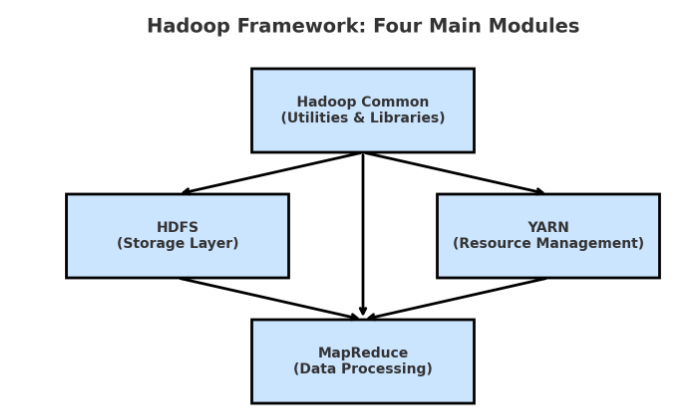 Hadoop Framework: Four Main Modules
Hadoop Common
(Utilities & Libraries)
HDFS
(Storage Layer)
YARN
(Resource Management)
MapReduce
(Data Processing)